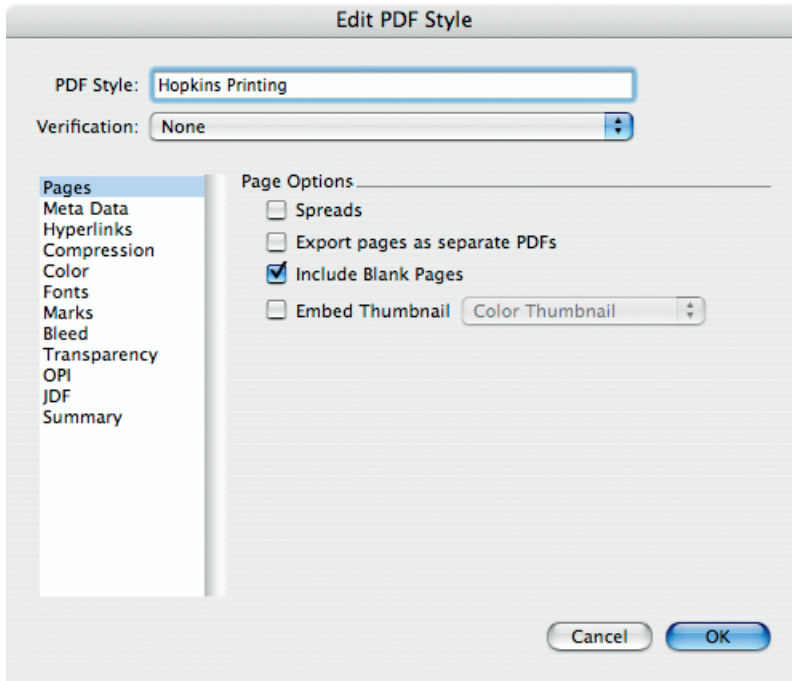 Edit PDF Style
PDF Style: Hopkins Printing
Verification: None
Pages
Meta Data
Hyperlinks
Compression
Color
Fonts
Marks
Bleed
Transparency
OPI
JDF
Summary
Page Options
Spreads
Export pages as separate PDFs
Include Blank Pages
Embed Thumbnail Color Thumbnail
Cancel OK